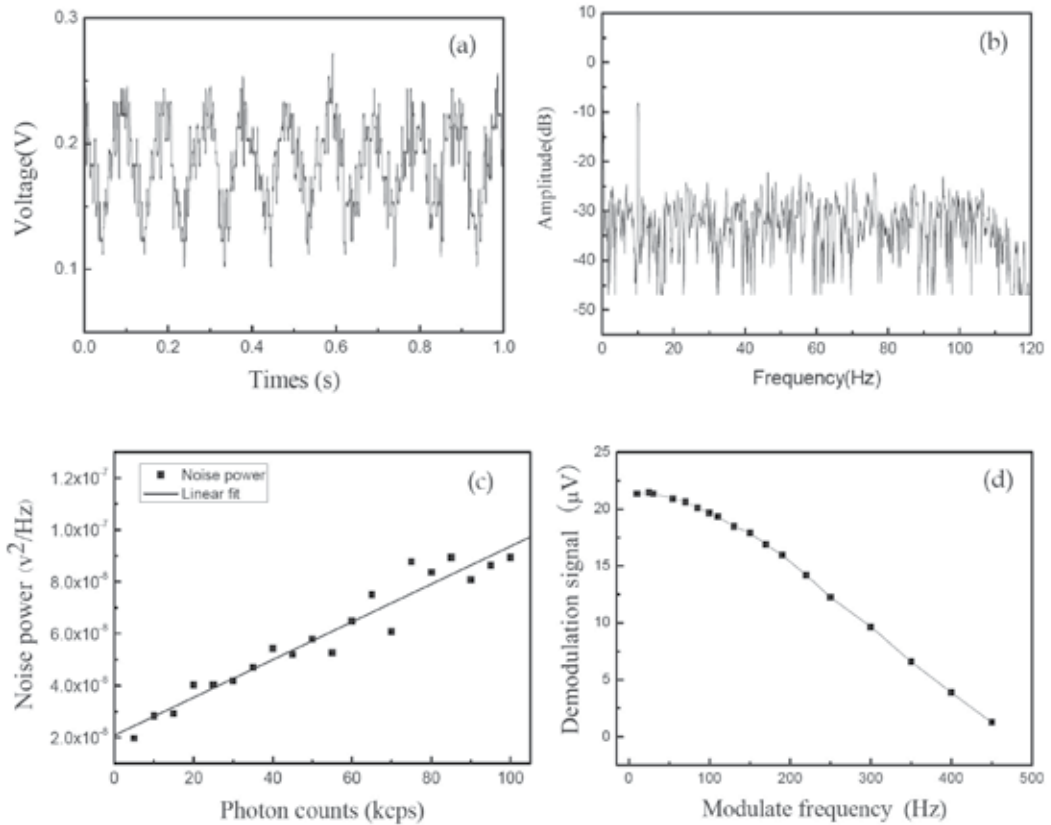 (a)
0.3
0.2
0.1
Voltage(V)
0.0 0.2 0.4 0.6 0.8 1.0
Times (s)
(b)
10
0
-10
-20
-30
-40
-50
Amplitude(dB)
0 20 40 60 80 100 120
Frequency(Hz)
(c)
Noise power
Linear fit
1.2x10-7
1.0x10-7
8.0x10-8
6.0x10-8
4.0x10-8
2.0x10-8
Noise power (v2/Hz)
0 20 40 60 80 100
Photon counts (kcps)
(d)
25
20
15
10
5
0
Demodulation signal (μV)
0 100 200 300 400 500
Modulate frequency (Hz)